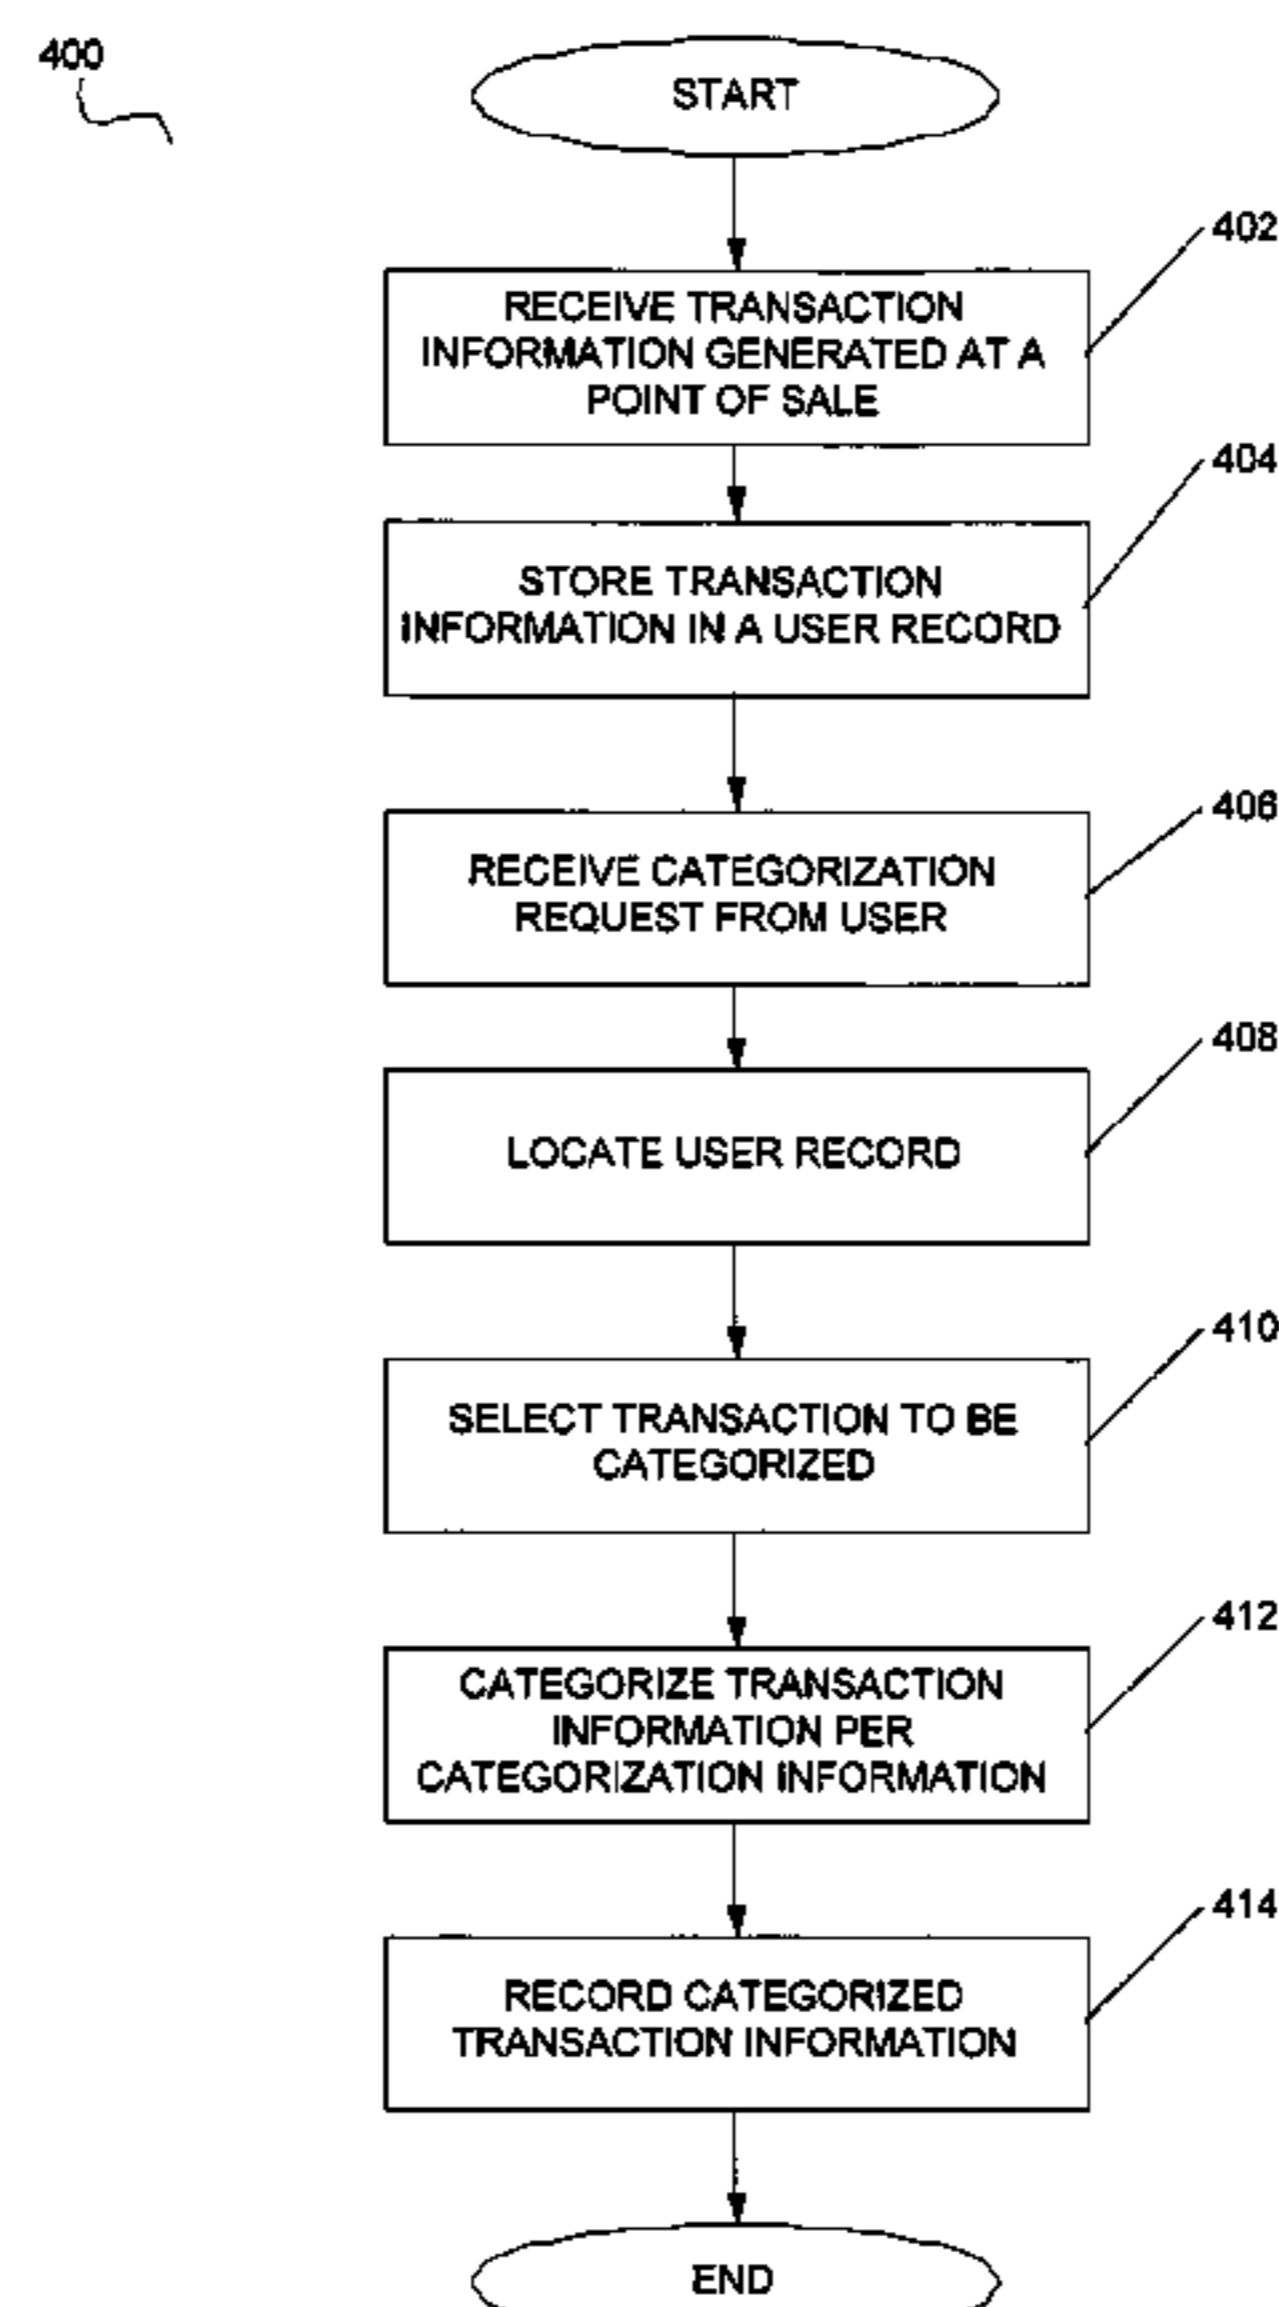 400
START
402
RECEIVE TRANSACTION
INFORMATION GENERATED AT A
POINT OF SALE
404
STORE TRANSACTION
INFORMATION IN A USER RECORD
406
RECEIVE CATEGORIZATION
REQUEST FROM USER
408
LOCATE USER RECORD
410
SELECT TRANSACTION TO BE
CATEGORIZED
412
CATEGORIZE TRANSACTION
INFORMATION PER
CATEGORIZATION INFORMATION
414
RECORD CATEGORIZED
TRANSACTION INFORMATION
END